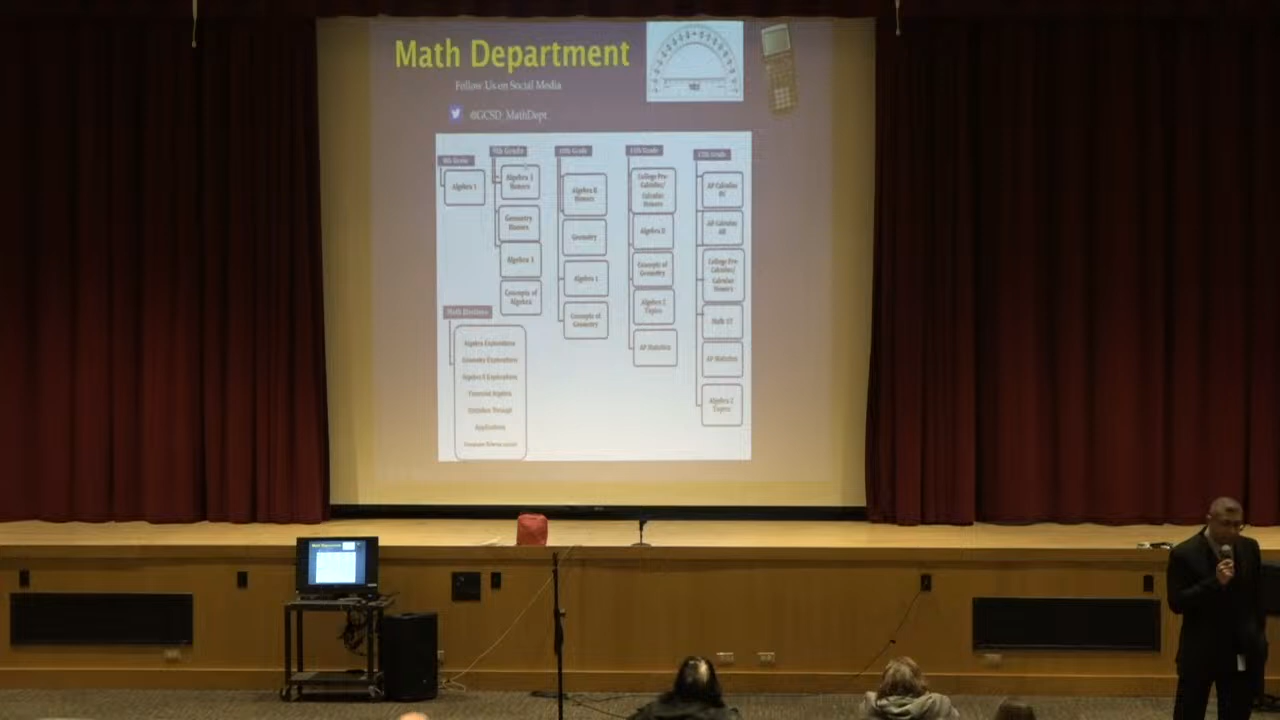 Math Department
Follow Us on Social Media
@GCSD_MathDept
8th Grade
Algebra 1
9th Grade
Honors
Geometry
Honors
Algebra 1
Concepts of
Algebra
10th Grade
Algebra II
Honors
Geometry
Algebra 1
Concepts of
Geometry
11th Grade
College Pre-
Calculus/
Calculus
Honors
Algebra II
Concepts of
Geometry
Algebra 2
Topics
AP Statistics
12th Grade
AP Calculus
BC
AP Calculus
AB
College Pre-
Calculus/
Calculus
Honors
Math 12
AP Statistics
Algebra 2
Topics
Math Electives
Algebra Explorations
Geometry Explorations
Algebra II Explorations
Financial Algebra
Statistics Through
Applications
Math Department